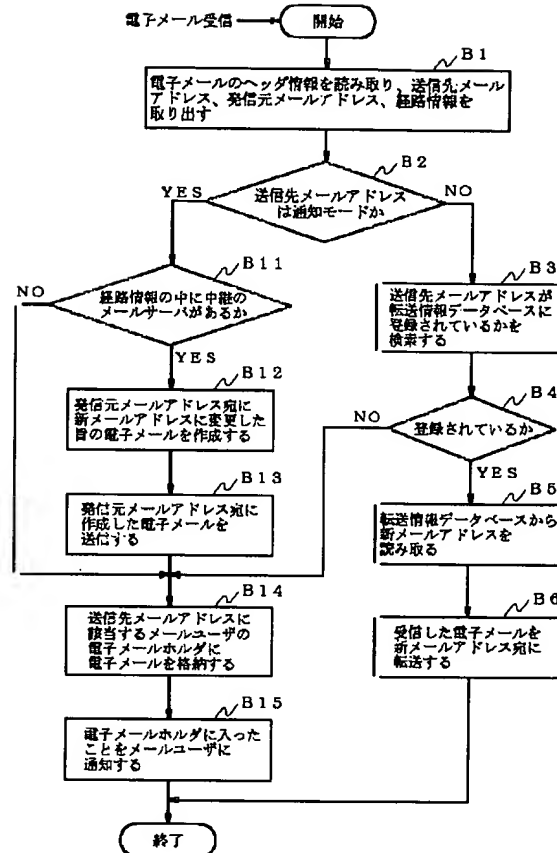 電子メール受信
開始
B1
電子メールのヘッダ情報を読み取り、送信先メール
アドレス、発信元メールアドレス、経路情報を
取り出す
B2
送信先メールアドレス
は通知モードか
YES
NO
B11
経路情報の中に中継の
メールサーバがあるか
NO
YES
B3
送信先メールアドレスが
転送情報データベースに
登録されているかを
検索する
B12
発信元メールアドレス宛に
新メールアドレスに変更した
旨の電子メールを作成する
B4
登録されているか
NO
YES
B13
発信元メールアドレス宛に
作成した電子メールを
送信する
B5
転送情報データベースから
新メールアドレスを
読み取る
B14
送信先メールアドレスに
該当するメールユーザの
電子メールホルダに
電子メールを格納する
B6
受信した電子メールを
新メールアドレス宛に
転送する
B15
電子メールホルダに入った
ことをメールユーザに
通知する
終了